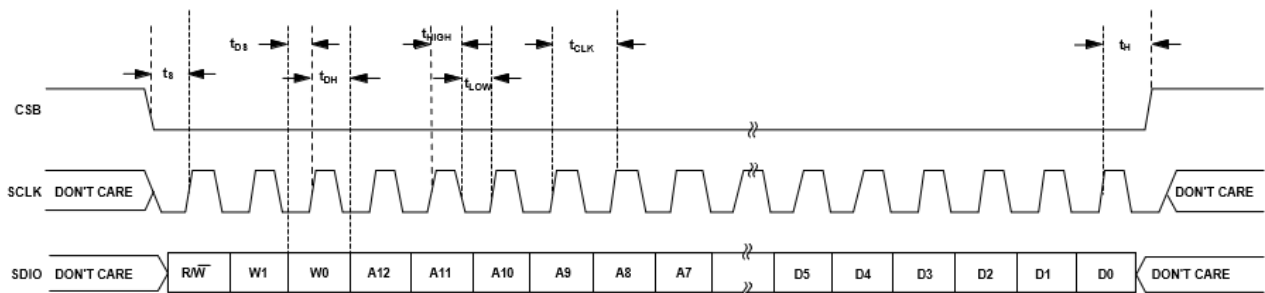 tDS tHIGH tCLK tH
tS tDH tLOW
CSB
SCLK DON'T CARE DON'T CARE
SDIO DON'T CARE R/W̅ W1 W0 A12 A11 A10 A9 A8 A7 D5 D4 D3 D2 D1 D0 DON'T CARE